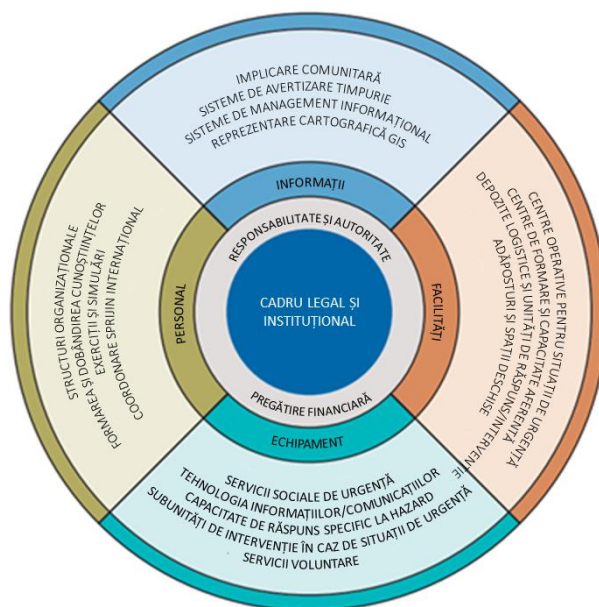 IMPLICARE COMUNITARĂ
SISTEME DE AVERTIZARE TIMPURIE
SISTEME DE MANAGEMENT INFORMAȚIONAL
REPREZENTARE CARTOGRAFICĂ GIS
INFORMAȚII
RESPONSABILITATE ȘI AUTORITATE
CADRU LEGAL ȘI
INSTITUȚIONAL
PREGĂTIRE FINANCIARĂ
PERSONAL
STRUCTURI ORGANIZAȚIONALE
FORMAREA ȘI DOBÂNDIREA CUNOȘTIINȚELOR
EXERCIȚII ȘI SIMULĂRI
COORDONARE SPRIJIN INTERNAȚIONAL
FACILITĂȚI
CENTRE OPERATIVE PENTRU SITUAȚII DE URGENȚĂ
CENTRE DE FORMARE ȘI CAPACITATE AFERENTĂ
DEPOZITE LOGISTICE ȘI UNITĂȚI DE RĂSPUNS/INTERVENȚIE
ADĂPOSTURI ȘI SPAȚII DESCHISE
ECHIPAMENT
SERVICII SOCIALE DE URGENȚĂ
TEHNOLOGIA INFORMAȚIILOR/COMUNICAȚIILOR
CAPACITATE DE RĂSPUNS SPECIFIC LA HAZARD
SUBUNITĂȚI DE INTERVENȚIE ÎN CAZ DE SITUAȚII DE URGENȚĂ
SERVICII VOLUNTARE